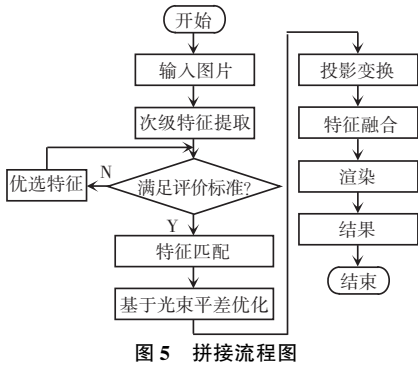 开始
输入图片
次级特征提取
优选特征
N
满足评价标准?
Y
特征匹配
基于光束平差优化
投影变换
特征融合
渲染
结果
结束
图 5 拼接流程图